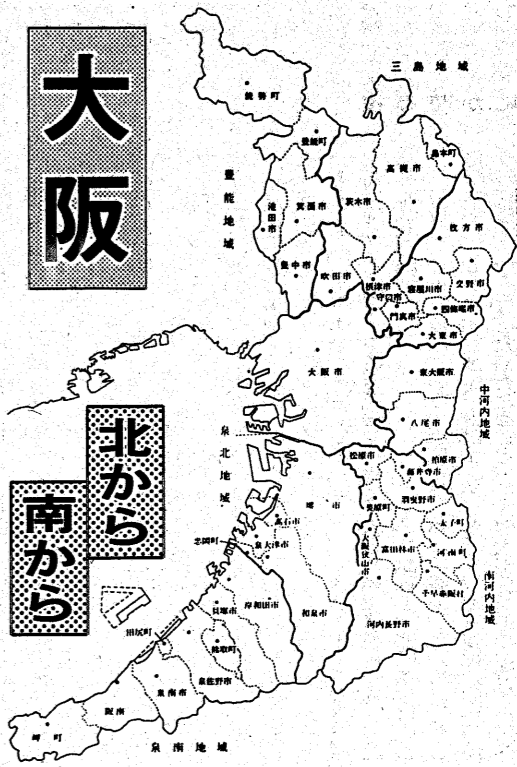 大阪
北から
南から
三島地域
能勢町
豊能町
島本町
高槻市
茨木市
豊能地域
池田市
箕面市
枚方市
豊中市
吹田市
摂津市
寝屋川市
交野市
守口市
門真市
四條畷市
大東市
大阪市
東大阪市
中河内地域
八尾市
柏原市
泉北地域
松原市
藤井寺市
羽曳野市
美原町
堺市
太子町
高石市
忠岡町
泉大津市
大阪狭山市
富田林市
河南町
千早赤阪村
南河内地域
和泉市
岸和田市
貝塚市
河内長野市
田尻町
熊取町
泉佐野市
泉南市
阪南
岬町
泉南地域